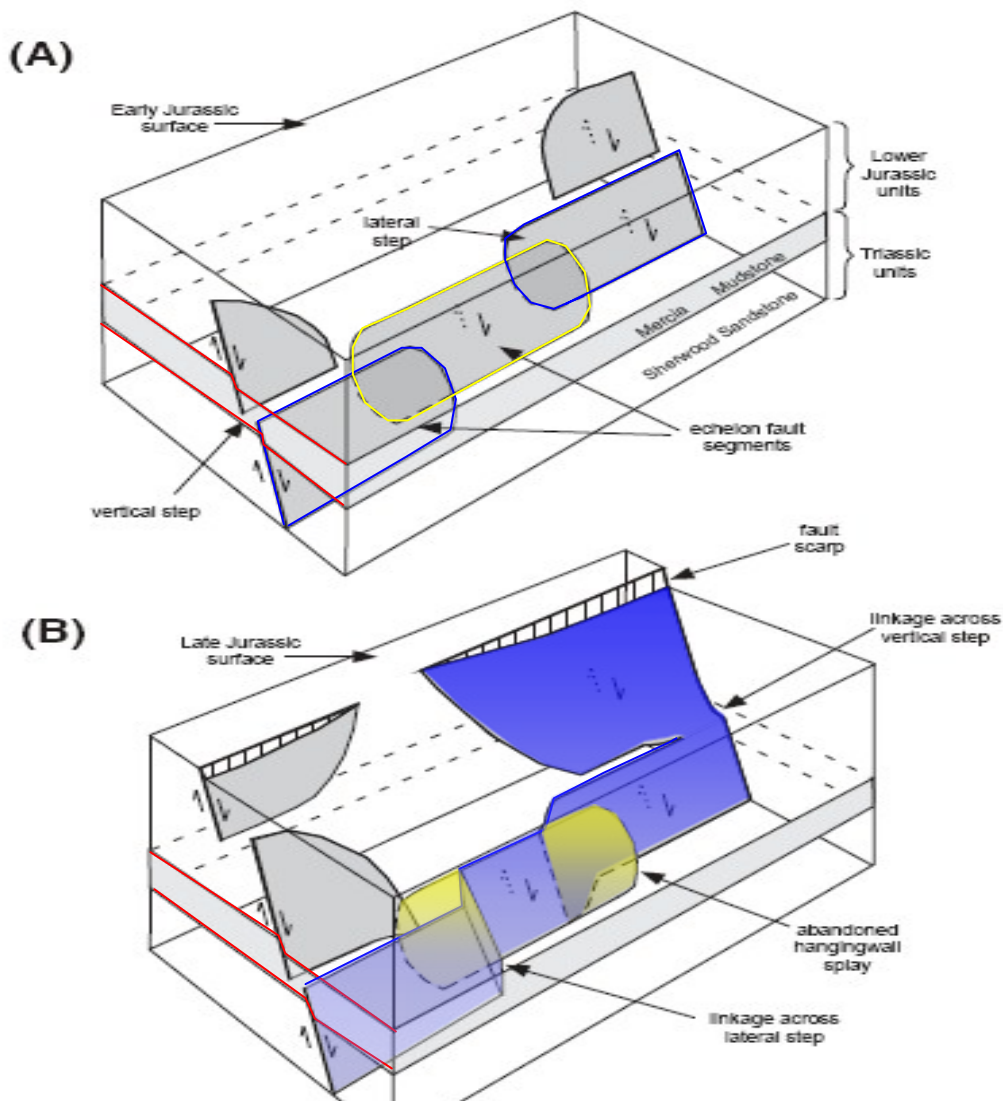 (A)
Early Jurassic
surface
lateral
step
Lower
Jurassic
units
Triassic
units
Mercia Mudstone
Sherwood Sandstone
echelon fault
segments
vertical step
fault
scarp
(B)
Late Jurassic
surface
linkage across
vertical step
abandoned
hangingwall
splay
linkage across
lateral step